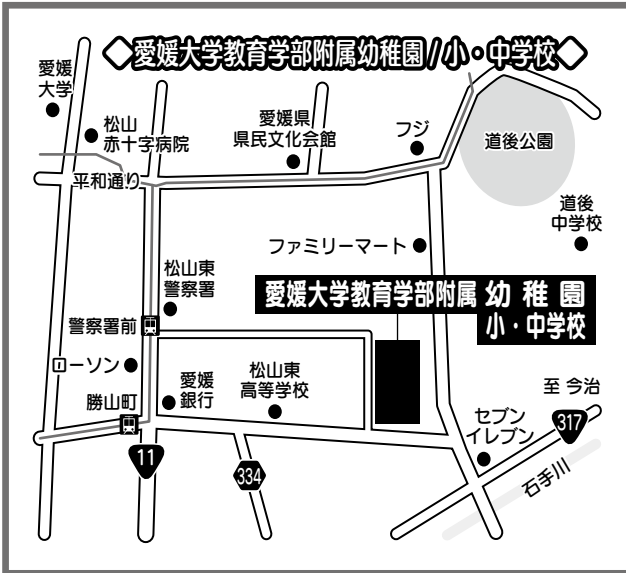 ◇愛媛大学教育学部附属幼稚園/小・中学校◇
愛媛
大学
松山
赤十字病院
愛媛県
県民文化会館
フジ
道後公園
平和通り
道後
中学校
ファミリーマート
松山東
警察署
愛媛大学教育学部附属 幼稚園
小・中学校
警察署前
ローソン
愛媛
銀行
松山東
高等学校
至 今治
勝山町
セブン
イレブン
317
11
334
石手川